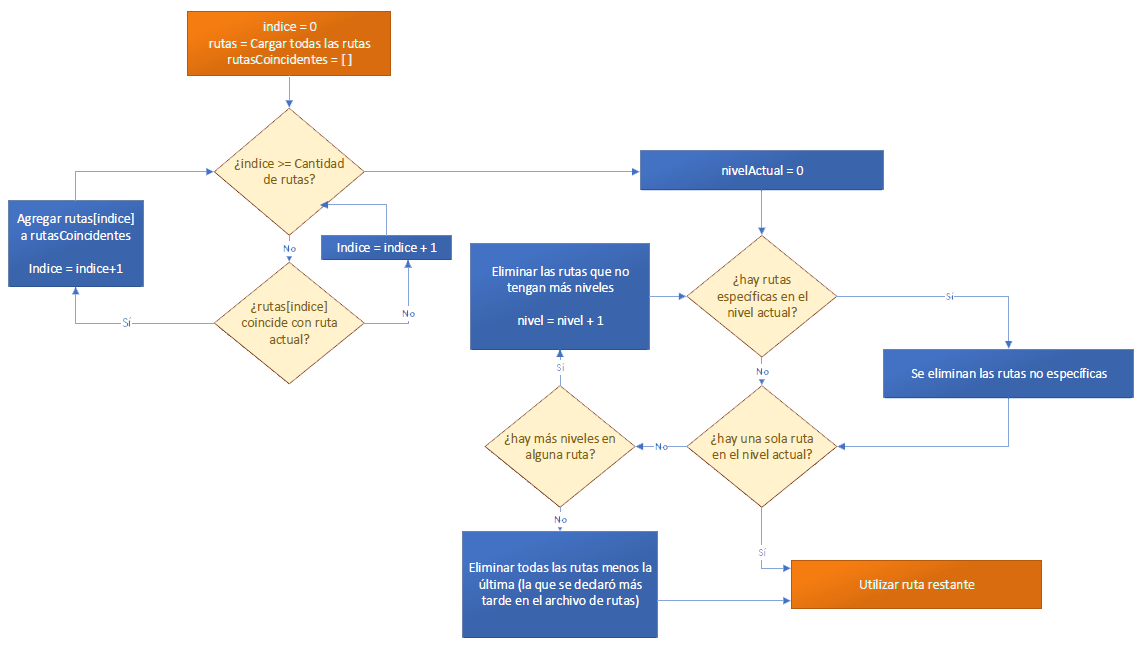 indice = 0
rutas = Cargar todas las rutas
rutasCoincidentes = [ ]
¿indice >= Cantidad
de rutas?
nivelActual = 0
Agregar rutas[indice]
a rutasCoincidentes
Indice = indice+1
No
Indice = indice + 1
¿rutas[indice]
coincide con ruta
actual?
Sí
No
Eliminar las rutas que no
tengan más niveles
nivel = nivel + 1
¿hay rutas
específicas en el
nivel actual?
Sí
Se eliminan las rutas no específicas
No
Sí
¿hay más niveles en
alguna ruta?
No
¿hay una sola ruta
en el nivel actual?
No
Sí
Eliminar todas las rutas menos la
última (la que se declaró más
tarde en el archivo de rutas)
Utilizar ruta restante